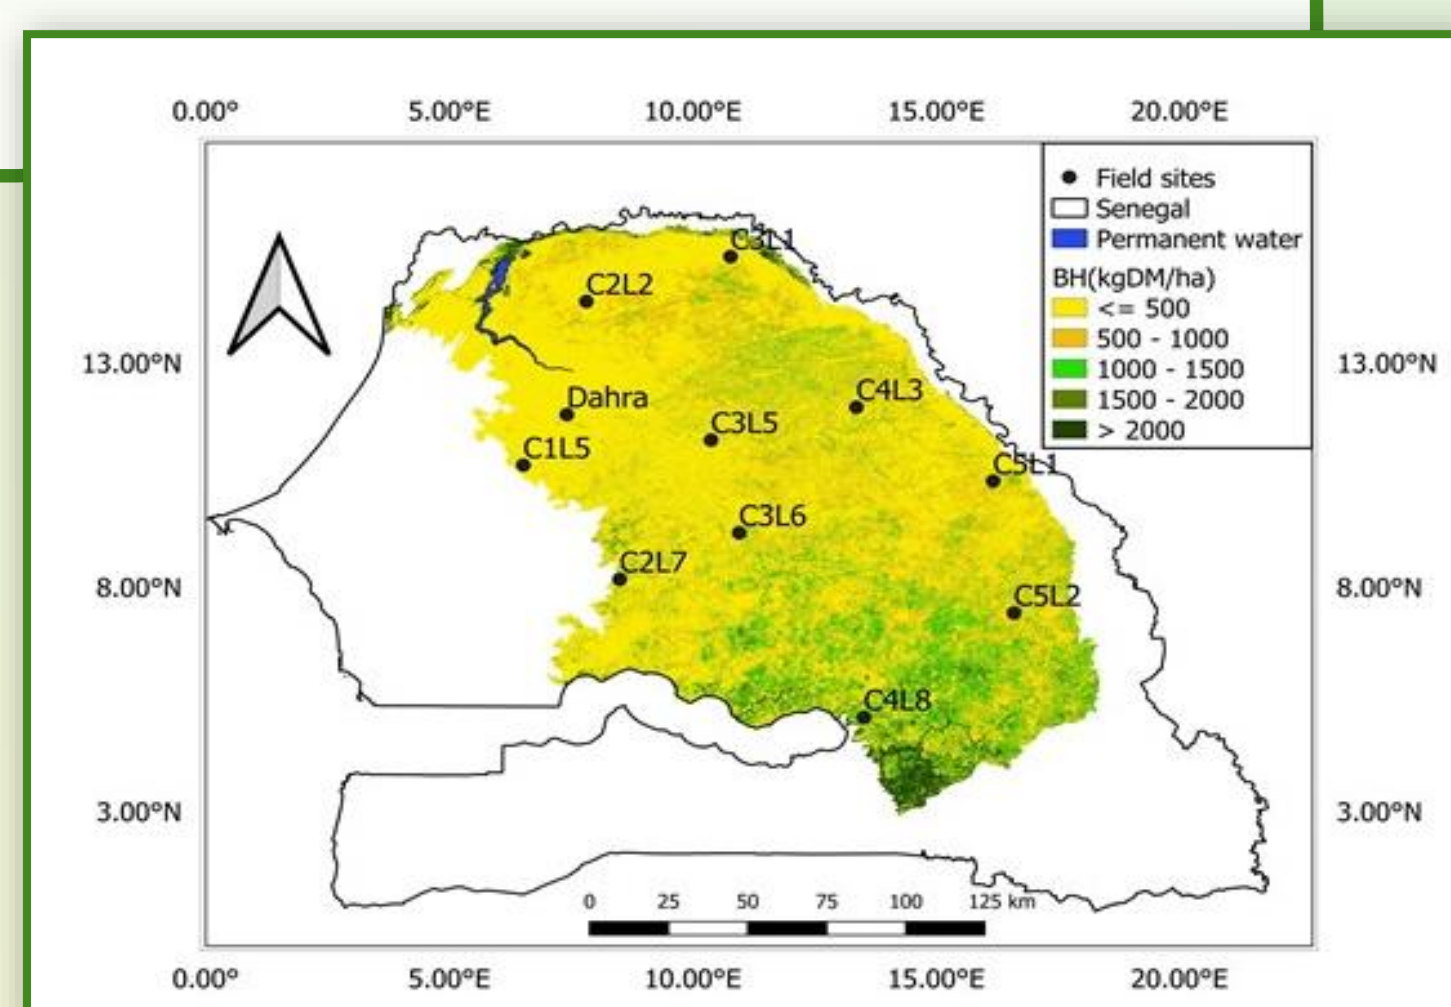 0.00° 5.00°E 10.00°E 15.00°E 20.00°E
Field sites
Senegal
Permanent water
BH(kgDM/ha)
<= 500
500 - 1000
1000 - 1500
1500 - 2000
> 2000
C3L1
C2L2
13.00°N 13.00°N
Dahra
C4L3
C3L5
C1L5
C5L1
C3L6
C2L7
8.00°N 8.00°N
C5L2
C4L8
3.00°N 3.00°N
0 25 50 75 100 125 km
0.00° 5.00°E 10.00°E 15.00°E 20.00°E